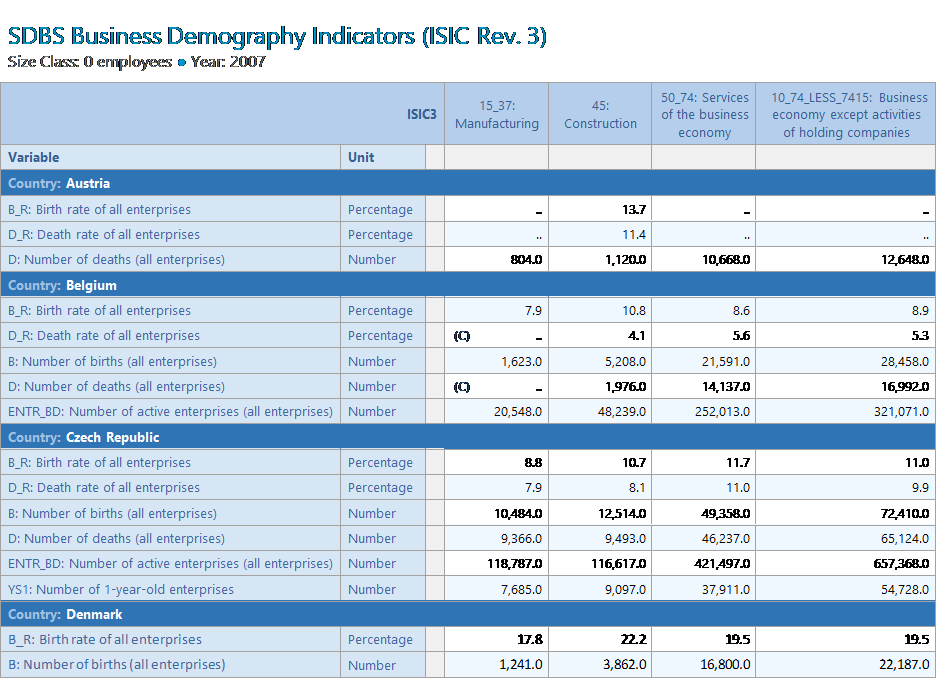 SDBS Business Demography Indicators (ISIC Rev. 3)
Size Class: 0 employees ● Year: 2007
ISIC3 15_37: Manufacturing 45: Construction 50_74: Services of the business economy 10_74_LESS_7415: Business economy except activities of holding companies
Variable Unit
Country: Austria
B_R: Birth rate of all enterprises Percentage .. 13.7 .. ..
D_R: Death rate of all enterprises Percentage .. 11.4 .. ..
D: Number of deaths (all enterprises) Number 804.0 1,120.0 10,668.0 12,648.0
Country: Belgium
B_R: Birth rate of all enterprises Percentage 7.9 10.8 8.6 8.9
D_R: Death rate of all enterprises Percentage (C) .. 4.1 5.6 5.3
B: Number of births (all enterprises) Number 1,623.0 5,208.0 21,591.0 28,458.0
D: Number of deaths (all enterprises) Number (C) .. 1,976.0 14,137.0 16,992.0
ENTR_BD: Number of active enterprises (all enterprises) Number 20,548.0 48,239.0 252,013.0 321,071.0
Country: Czech Republic
B_R: Birth rate of all enterprises Percentage 8.8 10.7 11.7 11.0
D_R: Death rate of all enterprises Percentage 7.9 8.1 11.0 9.9
B: Number of births (all enterprises) Number 10,484.0 12,514.0 49,358.0 72,410.0
D: Number of deaths (all enterprises) Number 9,366.0 9,493.0 46,237.0 65,124.0
ENTR_BD: Number of active enterprises (all enterprises) Number 118,787.0 116,617.0 421,497.0 657,368.0
YS1: Number of 1-year-old enterprises Number 7,685.0 9,097.0 37,911.0 54,728.0
Country: Denmark
B_R: Birth rate of all enterprises Percentage 17.8 22.2 19.5 19.5
B: Number of births (all enterprises) Number 1,241.0 3,862.0 16,800.0 22,187.0